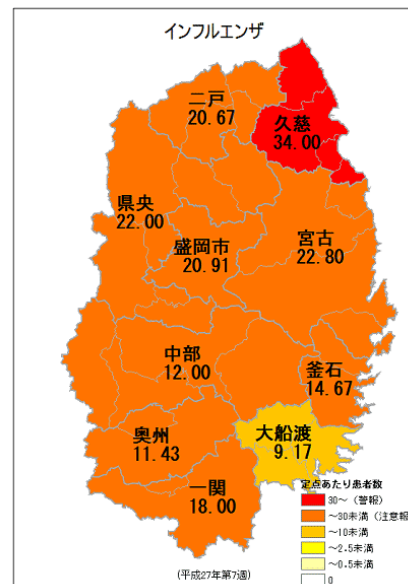 インフルエンザ
二戸
20.67
久慈
34.00
県央
22.00
盛岡市
20.91
宮古
22.80
中部
12.00
釜石
14.67
奥州
11.43
大船渡
9.17
一関
18.00
定点あたり患者数
30～（警報）
～30未満（注意報
～10未満
～2.5未満
～0.5未満
0
（平成27年第7週）